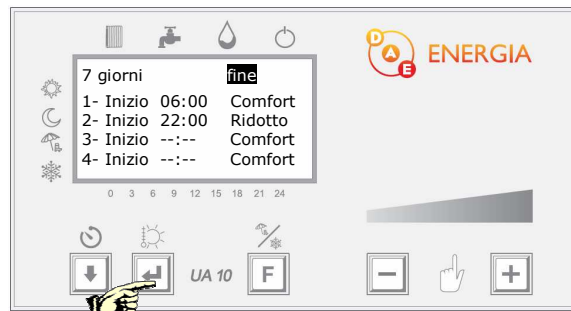 D A E ENERGIA
7 giorni fine
1- Inizio 06:00 Comfort
2- Inizio 22:00 Ridotto
3- Inizio --:-- Comfort
4- Inizio --:-- Comfort
0 3 6 9 12 15 18 21 24
UA 10 F